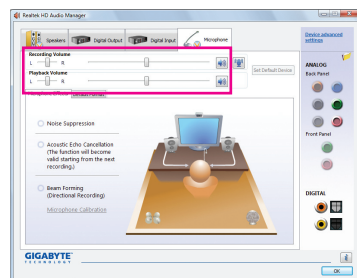 Realtek HD Audio Manager
Speakers
Digital Output
Digital Input
Microphone
Device advanced settings
Recording Volume
L
R
Set Default Device
Playback Volume
L
R
ANALOG
Back Panel
Front Panel
DIGITAL
Noise Suppression
Acoustic Echo Cancellation
(The function will become
valid starting from the next
recording.)
Beam Forming
(Directional Recording)
Microphone Calibration
GIGABYTE
TECHNOLOGY
OK